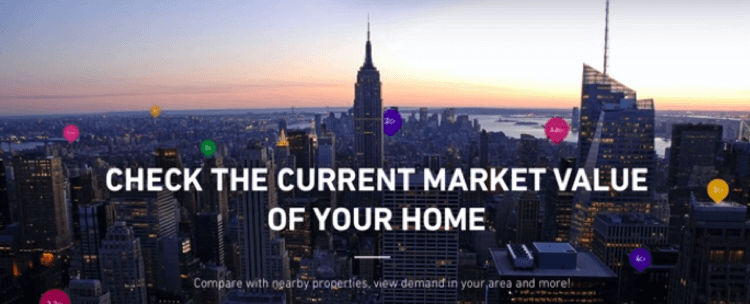 CHECK THE CURRENT MARKET VALUE
OF YOUR HOME
Compare with nearby properties, view demand in your area and more!